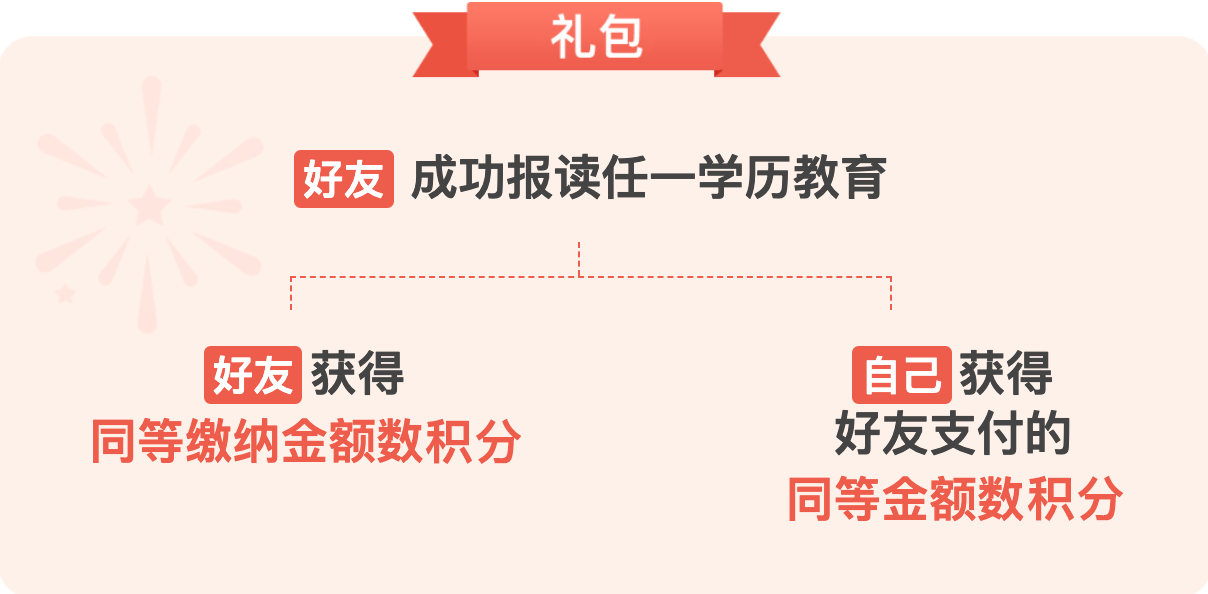 礼包
好友 成功报读任一学历教育
好友 获得
同等缴纳金额数积分
自己 获得
好友支付的
同等金额数积分